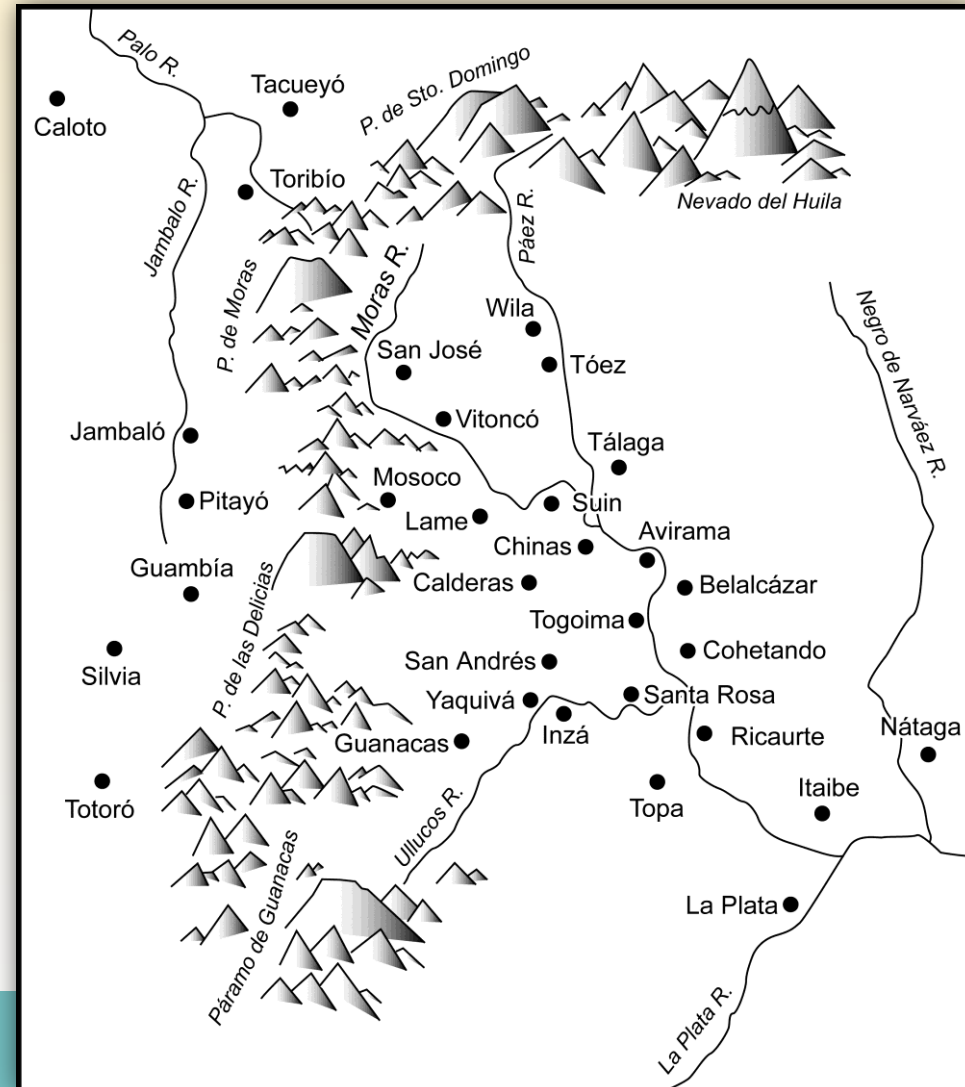 Palo R.
Tacueyó
P. de Sto. Domingo
Caloto
Toribío
Nevado del Huila
Jambalo R.
Páez R.
Moras R.
P. de Moras
Wila
Negro de Narváez R.
San José
Tóez
Vitoncó
Jambaló
Tálaga
Mosoco
Pitayó
Suin
Lame
Avirama
Chinas
Guambía
Calderas
Belalcázar
P. de las Delicias
Togoima
Silvia
San Andrés
Cohetando
Yaquivá
Santa Rosa
Inzá
Guanacas
Ricaurte
Nátaga
Totoró
Topa
Itaibe
Ullucos R.
Páramo de Guanacas
La Plata
La Plata R.